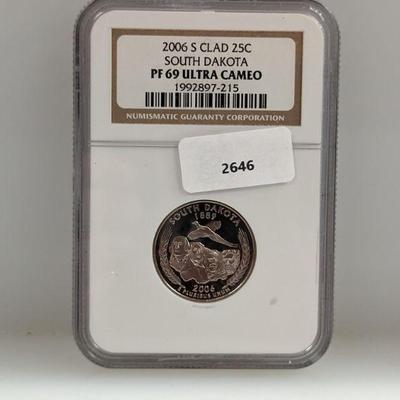 2006 S CLAD 25C
SOUTH DAKOTA
PF 69 ULTRA CAMEO
1992897-215
NUMISMATIC GUARANTY CORPORATION
2646
SOUTH DAKOTA
1889
2006
E PLURIBUS UNUM